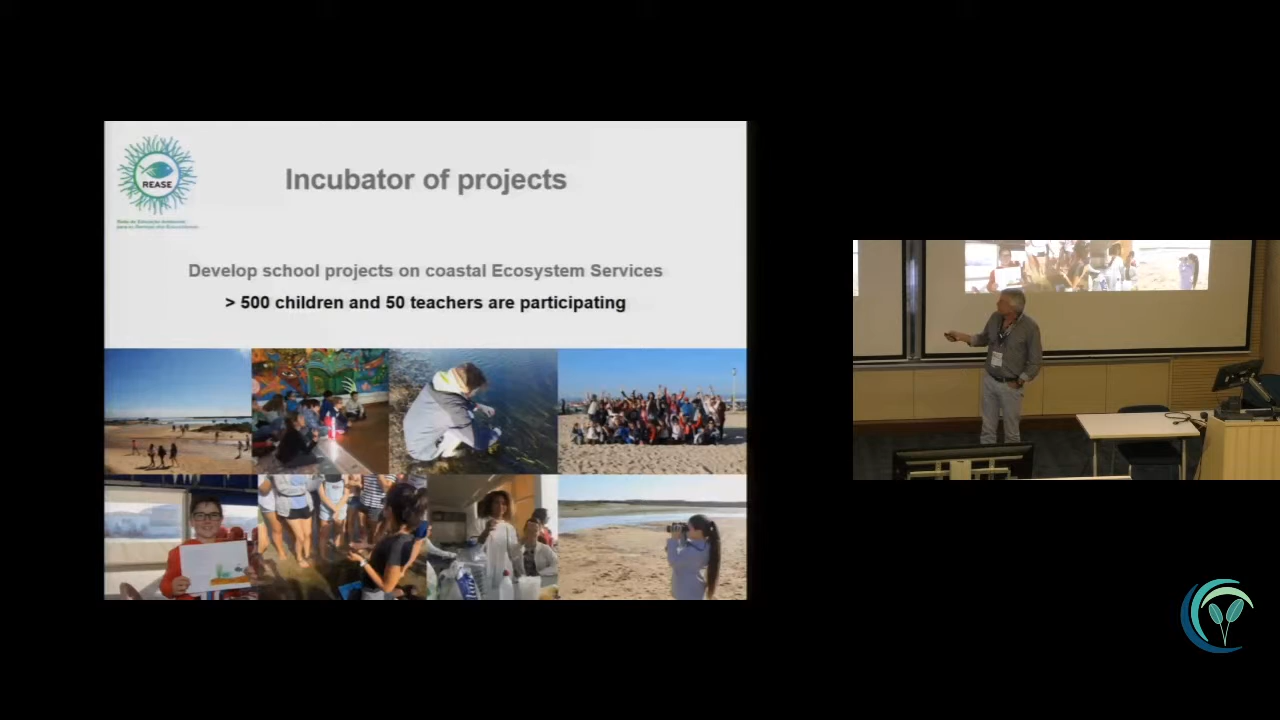 REASE
Incubator of projects
Develop school projects on coastal Ecosystem Services
> 500 children and 50 teachers are participating